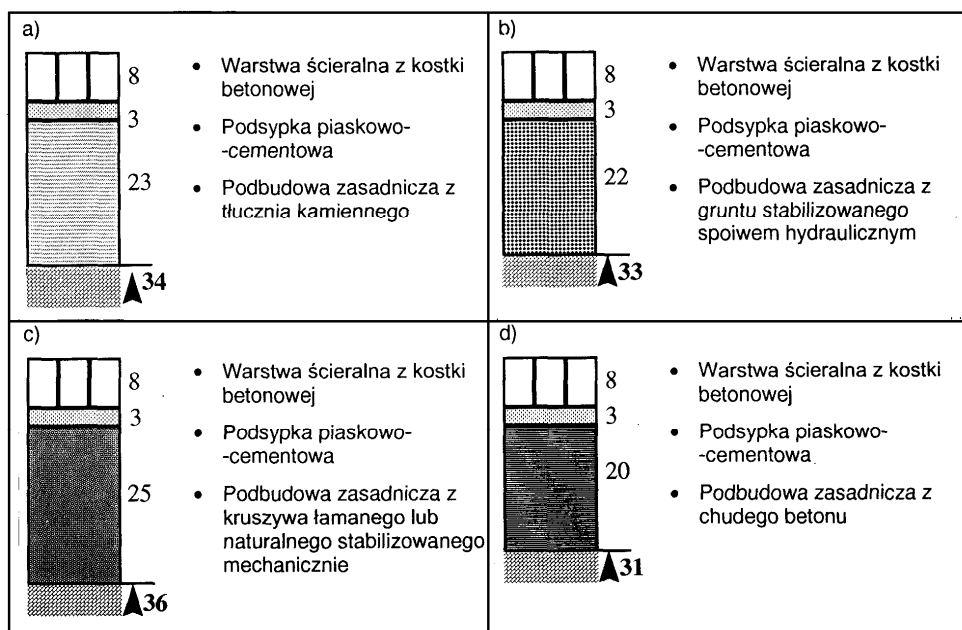 a)
8
3
23
34
• Warstwa ścieralna z kostki
betonowej
• Podsypka piaskowo-
-cementowa
• Podbudowa zasadnicza z
tłucznia kamiennego
b)
8
3
22
33
• Warstwa ścieralna z kostki
betonowej
• Podsypka piaskowo-
-cementowa
• Podbudowa zasadnicza z
gruntu stabilizowanego
spoiwem hydraulicznym
c)
8
3
25
36
• Warstwa ścieralna z kostki
betonowej
• Podsypka piaskowo-
-cementowa
• Podbudowa zasadnicza z
kruszywa łamanego lub
naturalnego stabilizowanego
mechanicznie
d)
8
3
20
31
• Warstwa ścieralna z kostki
betonowej
• Podsypka piaskowo-
-cementowa
• Podbudowa zasadnicza z
chudego betonu